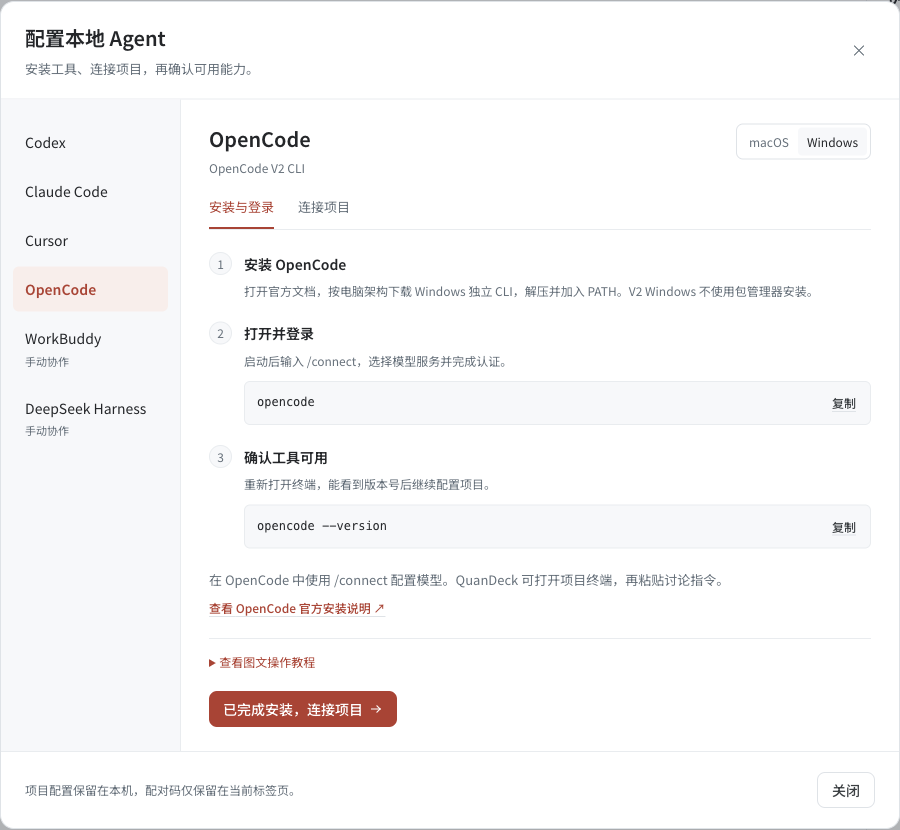 配置本地 Agent
安装工具、连接项目，再确认可用能力。
Codex
Claude Code
Cursor
OpenCode
WorkBuddy
手动协作
DeepSeek Harness
手动协作
OpenCode
OpenCode V2 CLI
macOS Windows
安装与登录 连接项目
1 安装 OpenCode
打开官方文档，按电脑架构下载 Windows 独立 CLI，解压并加入 PATH。V2 Windows 不使用包管理器安装。
2 打开并登录
启动后输入 /connect，选择模型服务并完成认证。
opencode 复制
3 确认工具可用
重新打开终端，能看到版本号后继续配置项目。
opencode --version 复制
在 OpenCode 中使用 /connect 配置模型。QuanDeck 可打开项目终端，再粘贴讨论指令。
查看 OpenCode 官方安装说明 ↗
▶ 查看图文操作教程
已完成安装，连接项目 →
项目配置保留在本机，配对码仅保留在当前标签页。
关闭